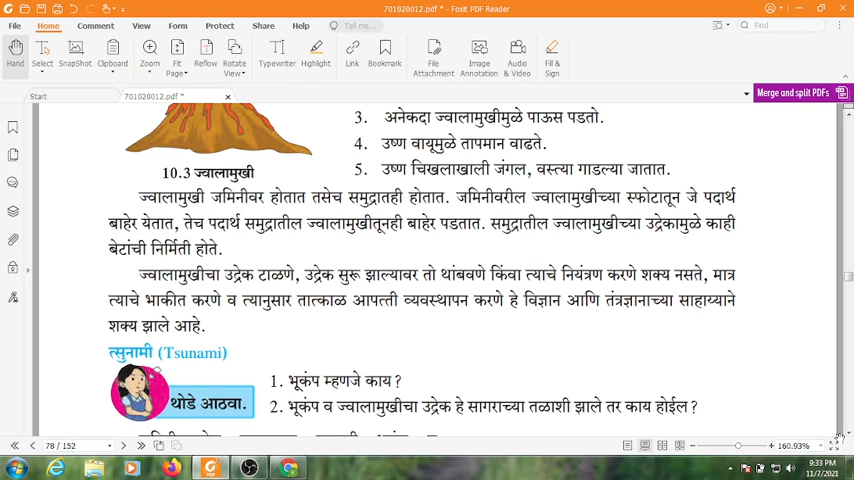 701020012.pdf * - Foxit PDF Reader
File Home Comment View Form Protect Share Help Tell me... Find
Hand Select SnapShot Clipboard Zoom Fit Page Reflow Rotate View Typewriter Highlight Link Bookmark File Attachment Image Annotation Audio & Video Fill & Sign
Start 701020012.pdf * Merge and split PDFs
3. अनेकदा ज्वालामुखीमुळे पाऊस पडतो.
4. उष्ण वायूमुळे तापमान वाढते.
10.3 ज्वालामुखी
5. उष्ण चिखलाखाली जंगल, वस्त्या गाडल्या जातात.
ज्वालामुखी जमिनीवर होतात तसेच समुद्रातही होतात. जमिनीवरील ज्वालामुखीच्या स्फोटातून जे पदार्थ
बाहेर येतात, तेच पदार्थ समुद्रातील ज्वालामुखीतूनही बाहेर पडतात. समुद्रातील ज्वालामुखीच्या उद्रेकामुळे काही
बेटांची निर्मिती होते.
ज्वालामुखीचा उद्रेक टाळणे, उद्रेक सुरू झाल्यावर तो थांबवणे किंवा त्याचे नियंत्रण करणे शक्य नसते, मात्र
त्याचे भाकीत करणे व त्यानुसार तात्काळ आपत्ती व्यवस्थापन करणे हे विज्ञान आणि तंत्रज्ञानाच्या साहाय्याने
शक्य झाले आहे.
त्सुनामी (Tsunami)
थोडे आठवा.
1. भूकंप म्हणजे काय ?
2. भूकंप व ज्वालामुखीचा उद्रेक हे सागराच्या तळाशी झाले तर काय होईल ?
78 / 152 160.93%
9:33 PM
11/7/2021